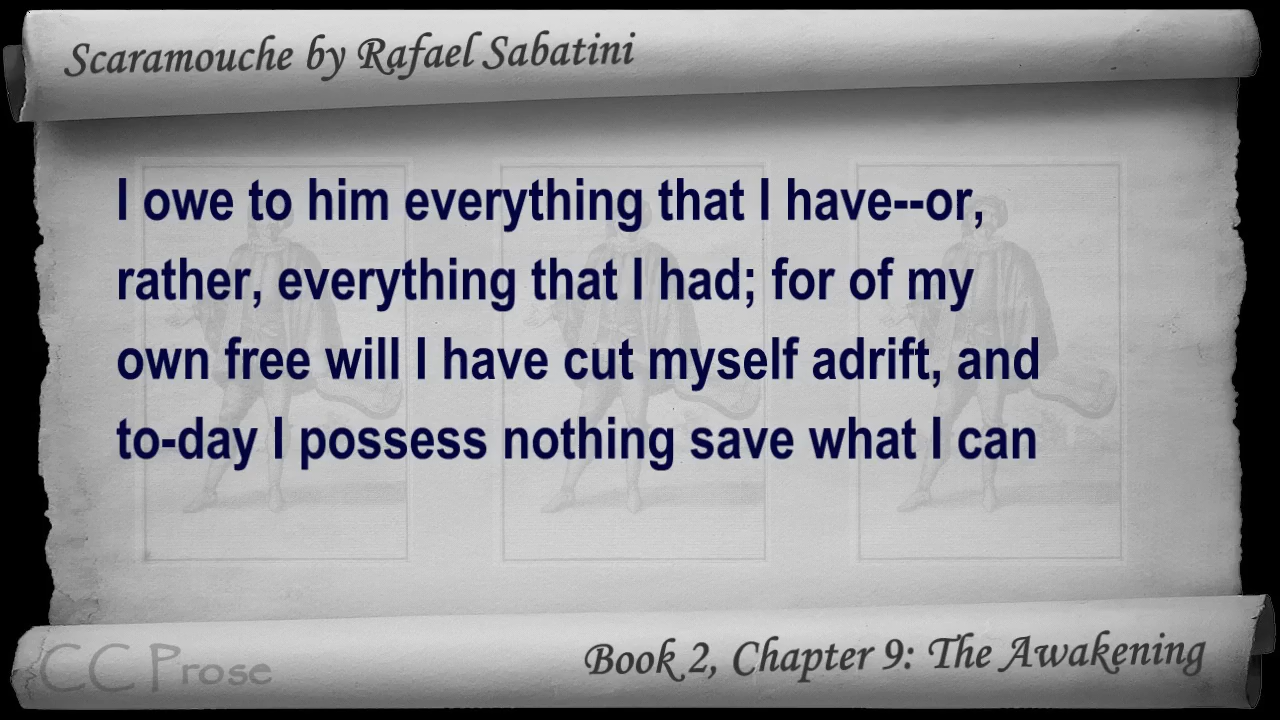 Scaramouche by Rafael Sabatini
I owe to him everything that I have--or,
rather, everything that I had; for of my
own free will I have cut myself adrift, and
to-day I possess nothing save what I can
CC Prose
Book 2, Chapter 9: The Awakening